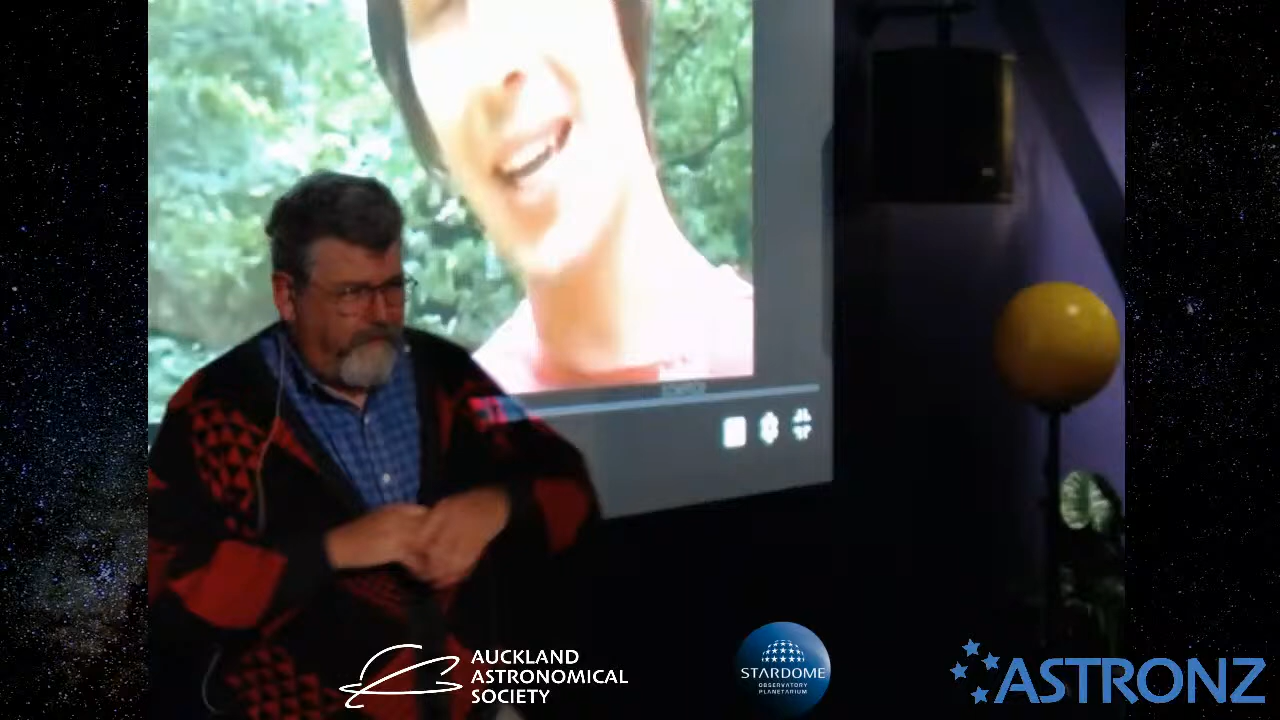 AUCKLAND
ASTRONOMICAL
SOCIETY
STARDOME
OBSERVATORY
PLANETARIUM
ASTRONZ